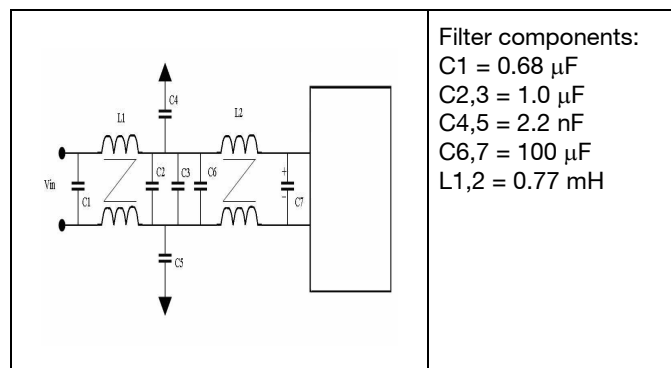 Filter components:
C1 = 0.68 μF
C2,3 = 1.0 μF
C4,5 = 2.2 nF
C6,7 = 100 μF
L1,2 = 0.77 mH
C4
L1
L2
Vin
C1
C2
C3
C6
+
-
C7
C5